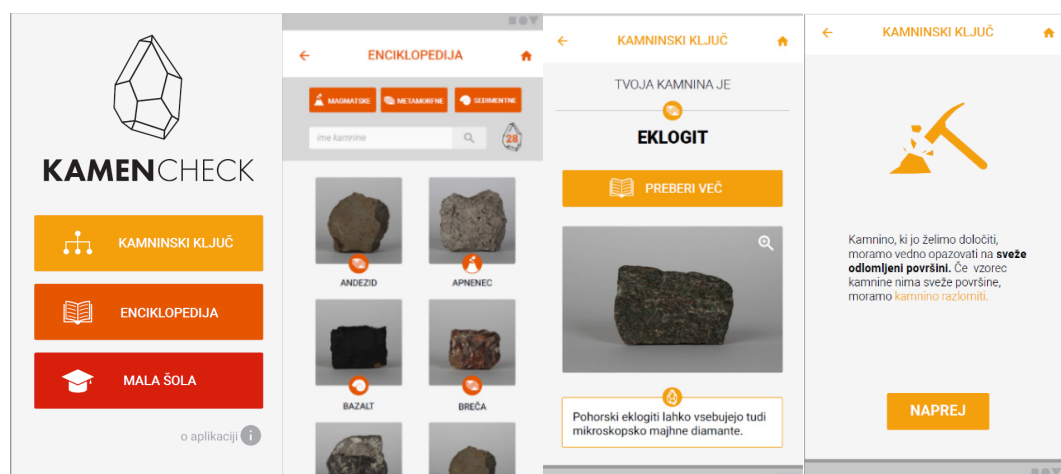 KAMENCHECK
KAMNINSKI KLJUČ
ENCIKLOPEDIJA
MALA ŠOLA
o aplikaciji i
ENCIKLOPEDIJA
MAGMATSKE METAMORFNE SEDIMENTNE
ime kamnine 28
ANDEZID APNENEC
BAZALT BREČA
KAMNINSKI KLJUČ
TVOJA KAMNINA JE
EKLOGIT
PREBERI VEČ
Pohorski eklogiti lahko vsebujejo tudi
mikroskopsko majhne diamante.
KAMNINSKI KLJUČ
Kamnino, ki jo želimo določiti,
moramo vedno opazovati na sveže
odlomljeni površini. Če vzorec
kamnine nima sveže površine,
moramo kamnino razlomiti.
NAPREJ